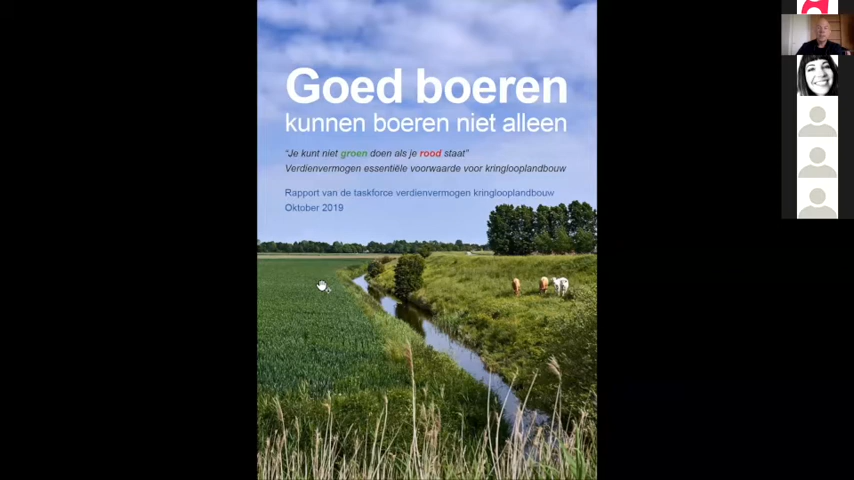 Goed boeren
kunnen boeren niet alleen
“Je kunt niet groen doen als je rood staat”
Verdienvermogen essentiële voorwaarde voor kringlooplandbouw
Rapport van de taskforce verdienvermogen kringlooplandbouw
Oktober 2019